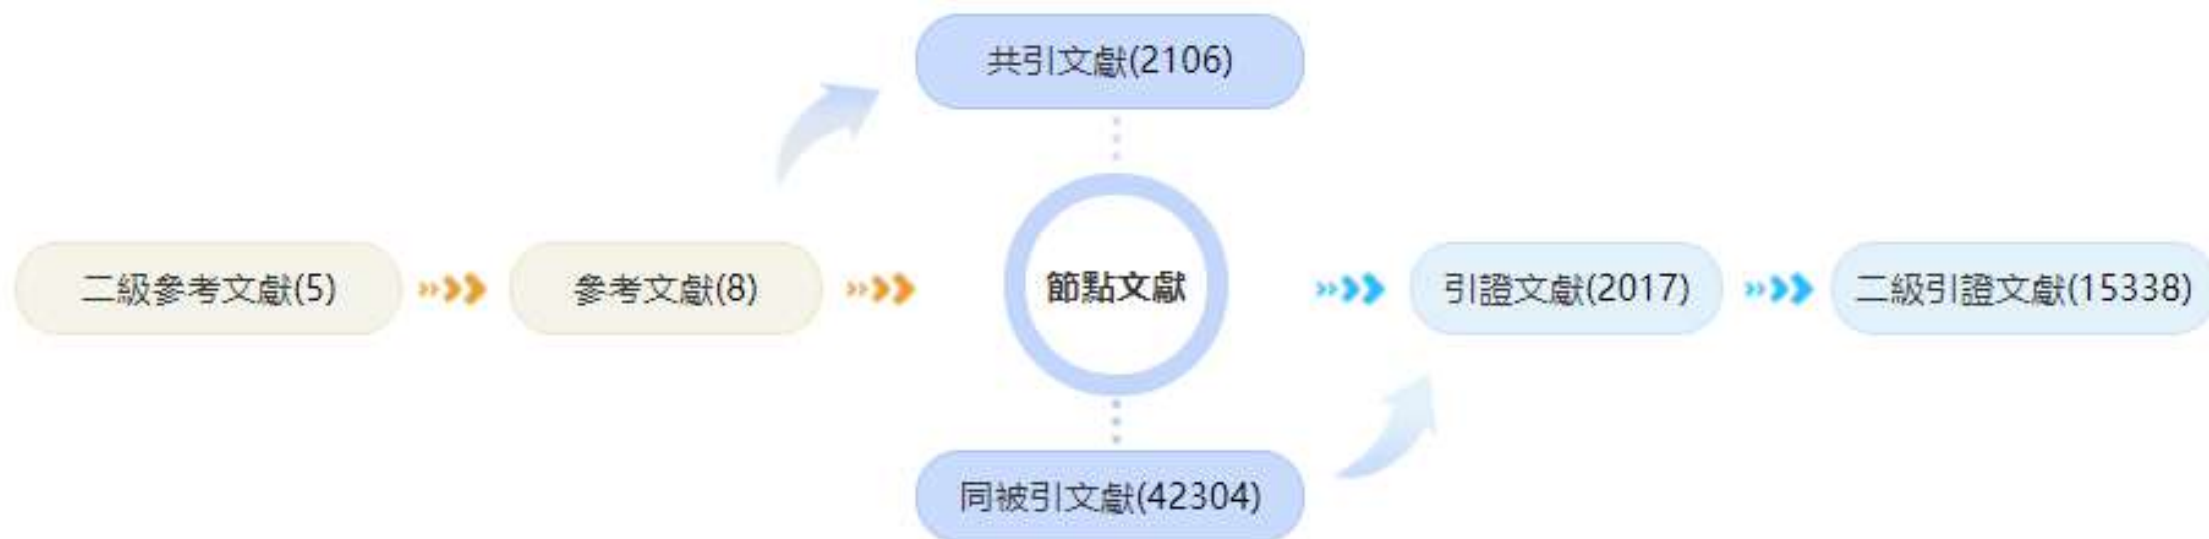 共引文獻(2106)
二級參考文獻(5)
參考文獻(8)
節點文獻
引證文獻(2017)
二級引證文獻(15338)
同被引文獻(42304)